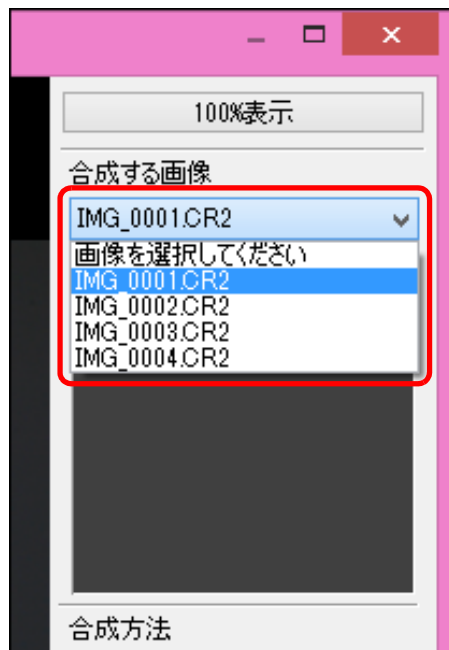 100%表示
合成する画像
IMG_0001.CR2
画像を選択してください
IMG_0001.CR2
IMG_0002.CR2
IMG_0003.CR2
IMG_0004.CR2
合成方法